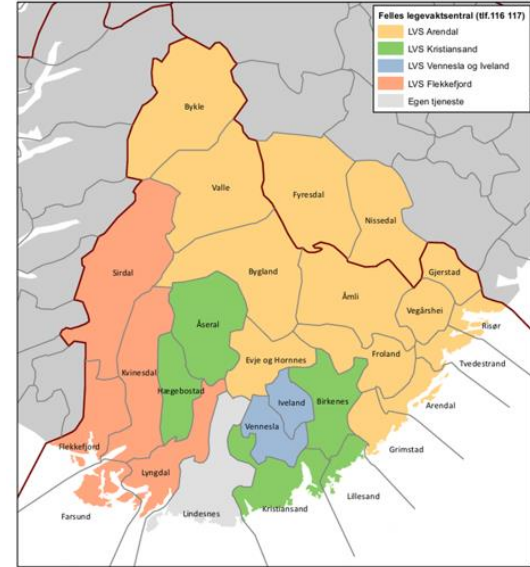 Felles legevaktsentral (tlf.116 117)
LVS Arendal
LVS Kristiansand
LVS Vennesla og Iveland
LVS Flekkefjord
Egen tjeneste
Bykle
Valle
Fyresdal
Nissedal
Sirdal
Bygland
Gjerstad
Åmli
Vegårshei
Åseral
Risør
Kvinesdal
Evje og Hornnes
Froland
Tvedestrand
Hægebostad
Iveland
Birkenes
Arendal
Vennesla
Flekkefjord
Grimstad
Lyngdal
Lillesand
Farsund
Lindesnes
Kristiansand